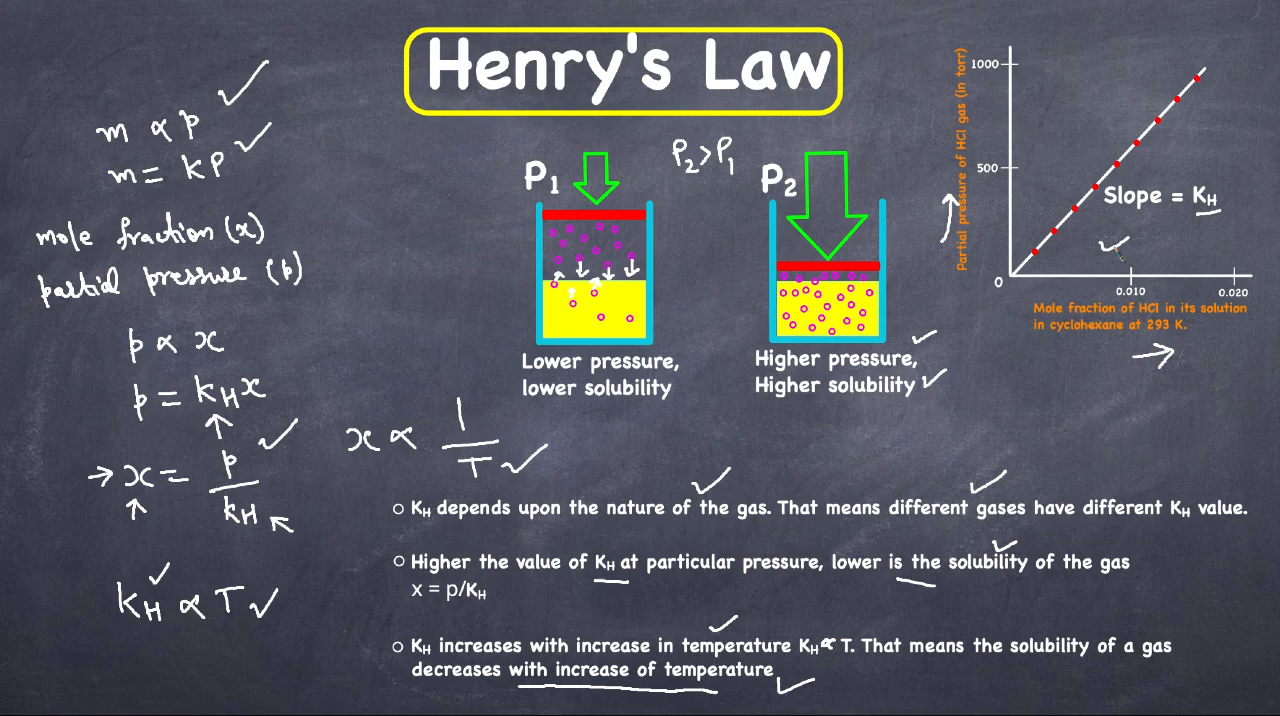 Henry's Law
m ∝ p
m = kP
mole fraction (x)
partial pressure (p)
p ∝ x
p = kHx
x = p/kH
kH ∝ T
x ∝ 1/T
P₂>P₁
P1
P2
Lower pressure,
lower solubility
Higher pressure,
Higher solubility
Partial pressure of HCl gas (in torr)
1000
500
0
0.010
0.020
Slope = KH
Mole fraction of HCl in its solution
in cyclohexane at 293 K.
KH depends upon the nature of the gas. That means different gases have different KH value.
Higher the value of KH at particular pressure, lower is the solubility of the gas
x = p/KH
KH increases with increase in temperature KH∝ T. That means the solubility of a gas
decreases with increase of temperature